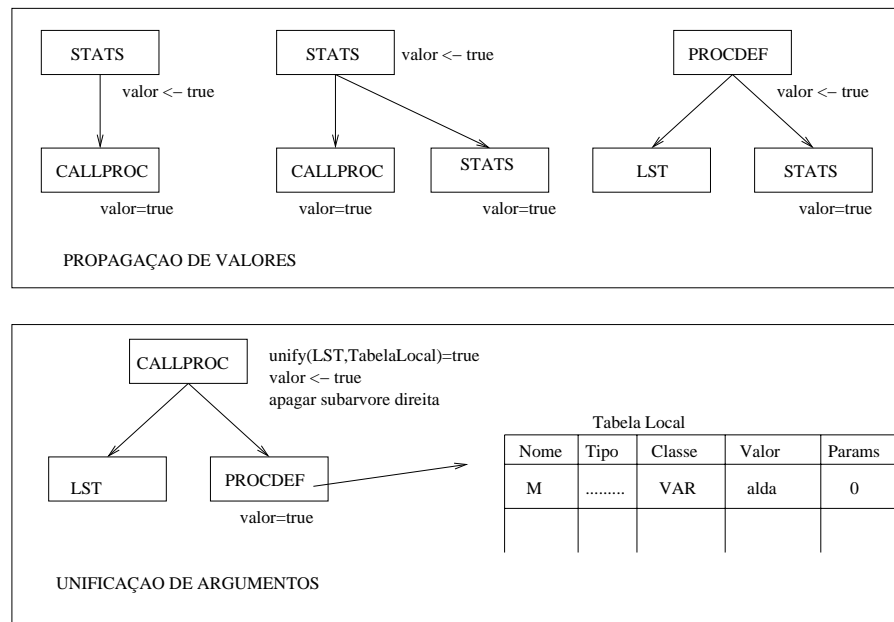 STATS
valor <− true
CALLPROC
valor=true
STATS
valor <− true
CALLPROC
valor=true
STATS
valor=true
PROCDEF
valor <− true
LST
STATS
valor=true
PROPAGAÇAO DE VALORES
CALLPROC
unify(LST,TabelaLocal)=true
valor <− true
apagar subarvore direita
LST
PROCDEF
valor=true
Tabela Local
Nome Tipo Classe Valor Params
M ......... VAR alda 0
UNIFICAÇAO DE ARGUMENTOS